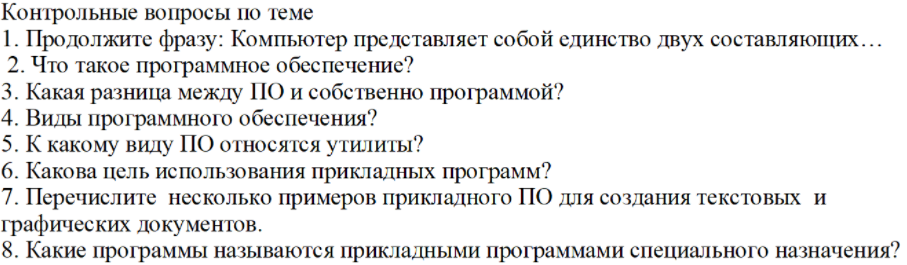 Контрольные вопросы по теме
1. Продолжите фразу: Компьютер представляет собой единство двух составляющих…
2. Что такое программное обеспечение?
3. Какая разница между ПО и собственно программой?
4. Виды программного обеспечения?
5. К какому виду ПО относятся утилиты?
6. Какова цель использования прикладных программ?
7. Перечислите несколько примеров прикладного ПО для создания текстовых и
графических документов.
8. Какие программы называются прикладными программами специального назначения?